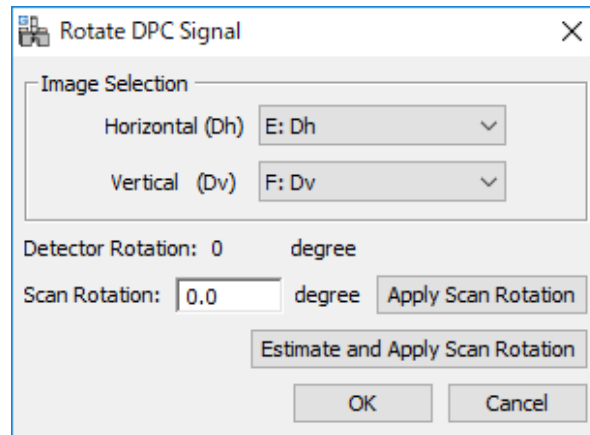 Rotate DPC Signal
Image Selection
Horizontal (Dh) E: Dh
Vertical (Dv) F: Dv
Detector Rotation: 0 degree
Scan Rotation: 0.0 degree Apply Scan Rotation
Estimate and Apply Scan Rotation
OK Cancel